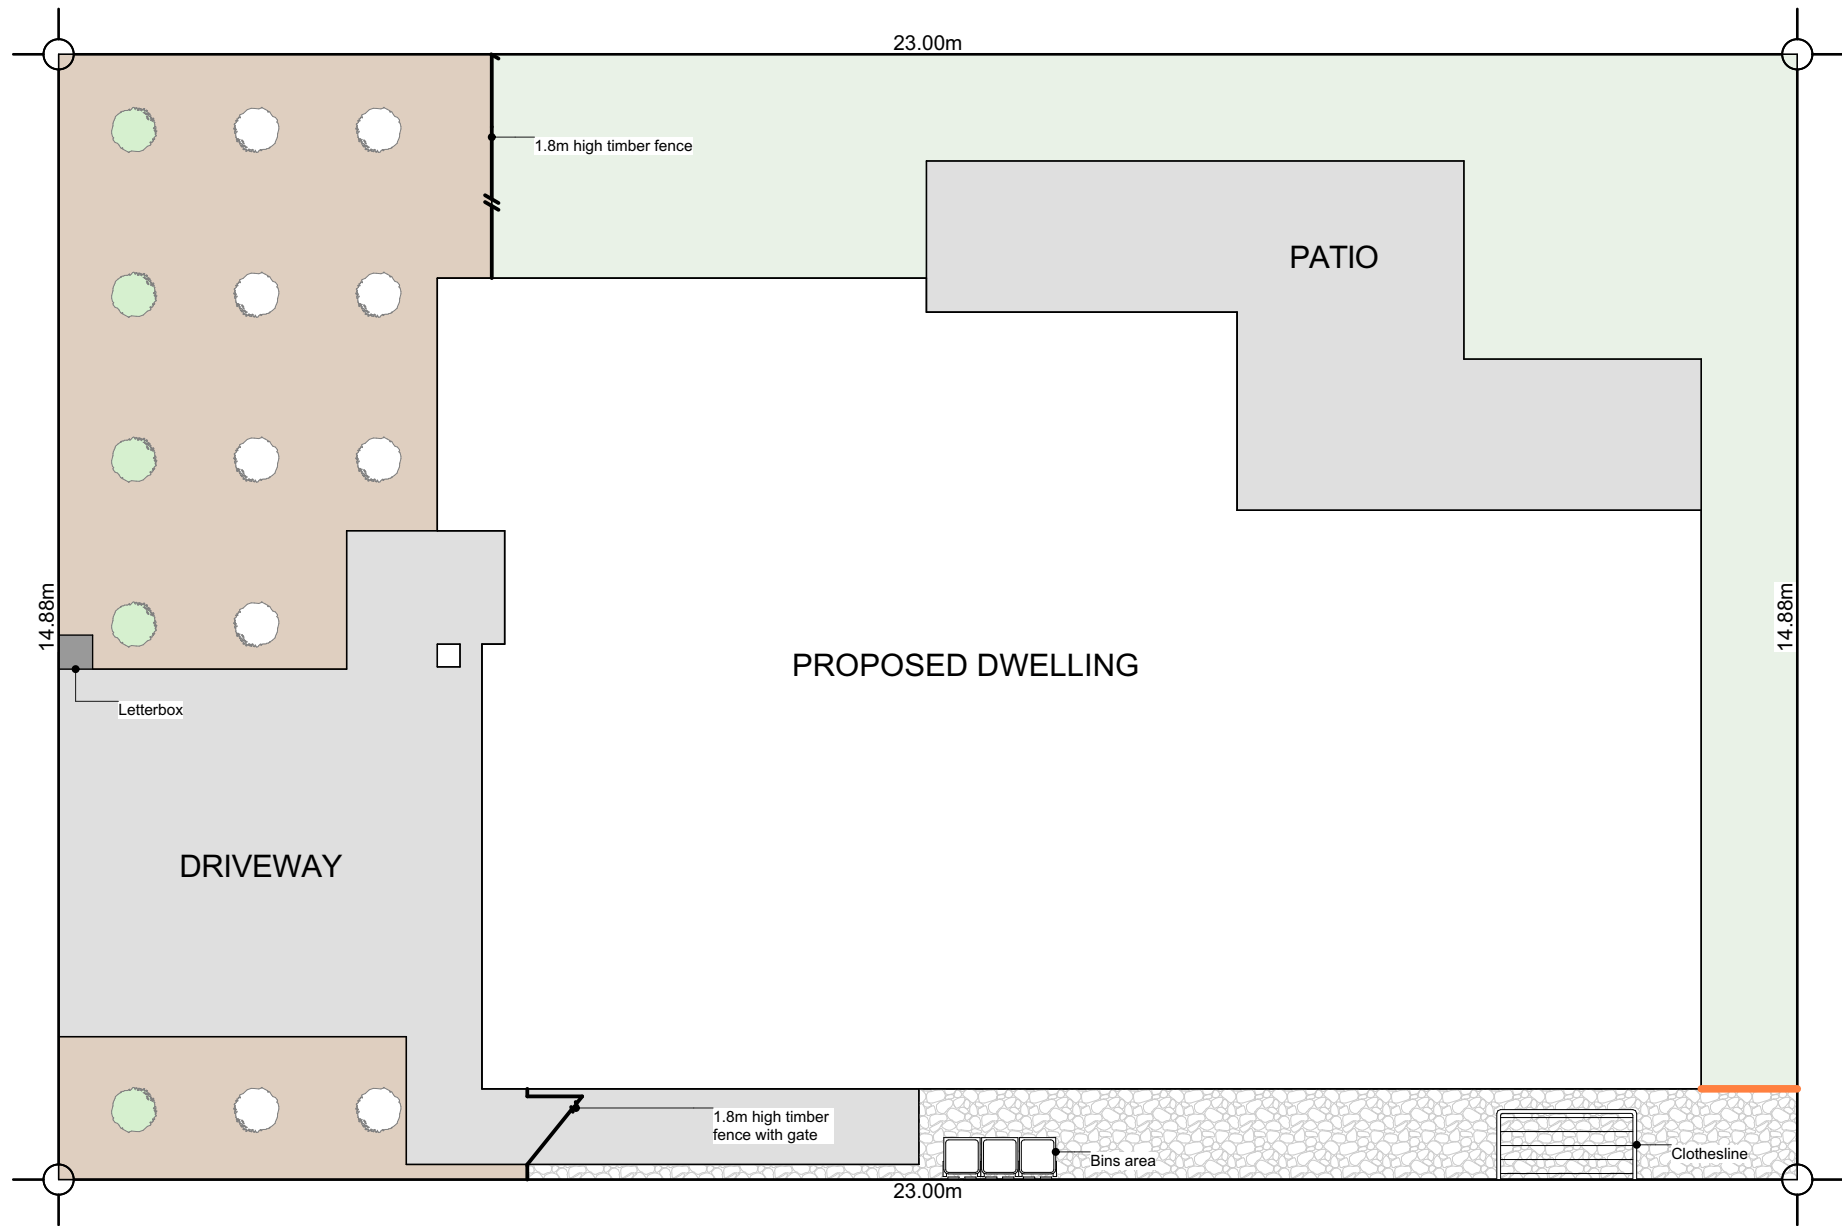 23.00m
1.8m high timber fence
PATIO
14.88m
14.88m
PROPOSED DWELLING
Letterbox
DRIVEWAY
1.8m high timber
fence with gate
Bins area
Clothesline
23.00m